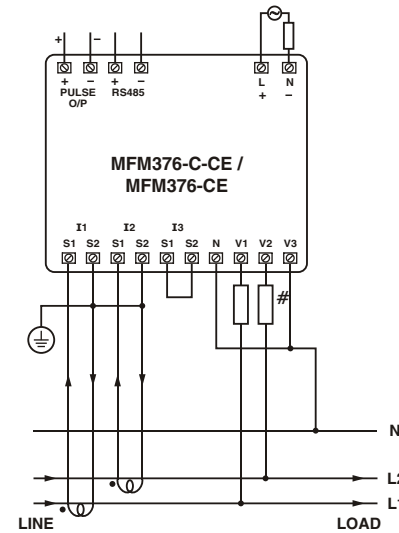 + – 
+ – + –
PULSE RS485
O/P
L N
+ –
MFM376-C-CE /
MFM376-CE
I1 I2 I3
S1 S2 S1 S2 S1 S2 N V1 V2 V3
#
N
L2
L1
LINE LOAD